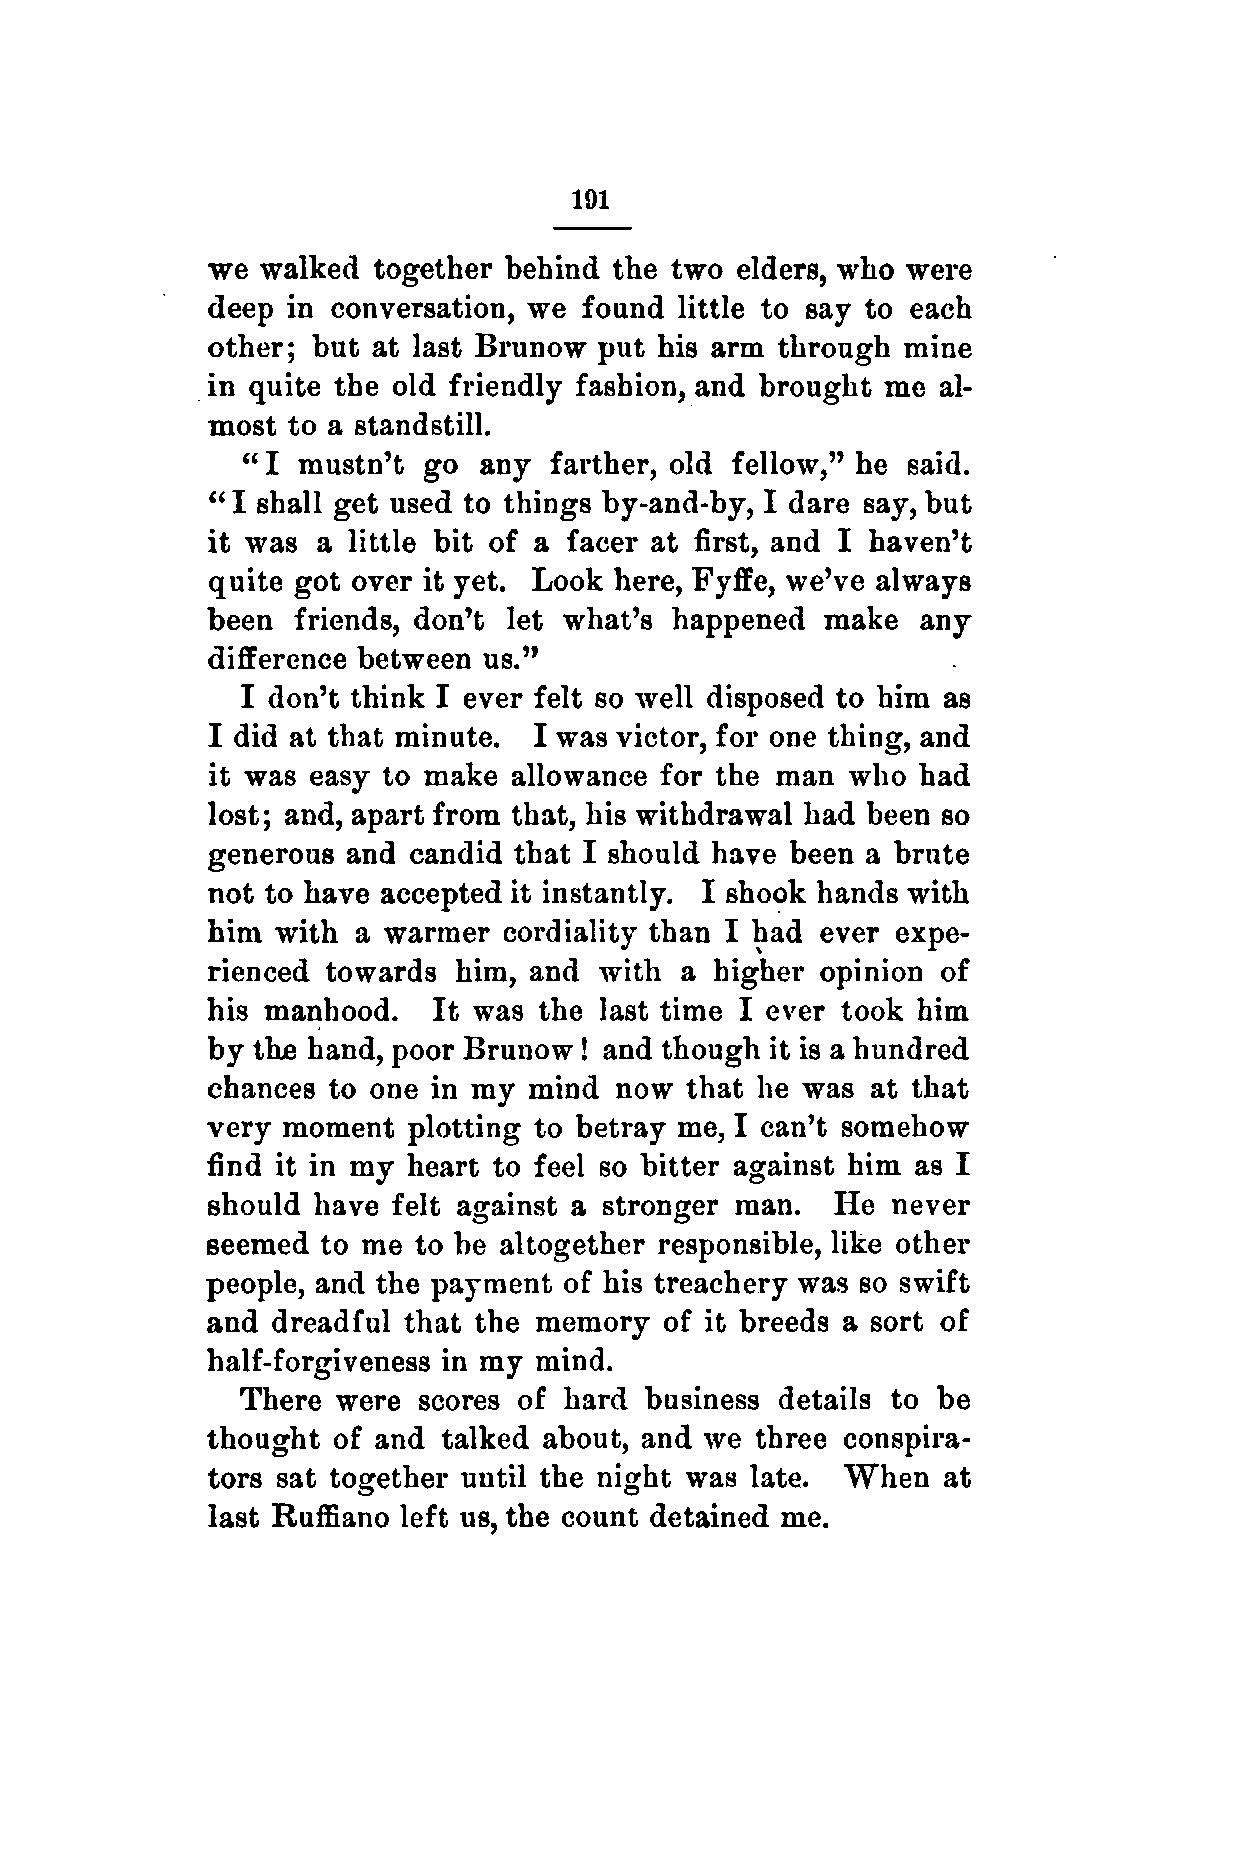 191
we walked together behind the two elders, who were
deep in conversation, we found little to say to each
other; but at last Brunow put his arm through mine
in quite the old friendly fashion, and brought me al-
most to a standstill.
“I mustn’t go any farther, old fellow,” he said.
“I shall get used to things by-and-by, I dare say, but
it was a little bit of a facer at first, and I haven’t
quite got over it yet. Look here, Fyffe, we’ve always
been friends, don’t let what’s happened make any
difference between us.”
I don’t think I ever felt so well disposed to him as
I did at that minute. I was victor, for one thing, and
it was easy to make allowance for the man who had
lost; and, apart from that, his withdrawal had been so
generous and candid that I should have been a brute
not to have accepted it instantly. I shook hands with
him with a warmer cordiality than I had ever expe-
rienced towards him, and with a higher opinion of
his manhood. It was the last time I ever took him
by the hand, poor Brunow! and though it is a hundred
chances to one in my mind now that he was at that
very moment plotting to betray me, I can’t somehow
find it in my heart to feel so bitter against him as I
should have felt against a stronger man. He never
seemed to me to be altogether responsible, like other
people, and the payment of his treachery was so swift
and dreadful that the memory of it breeds a sort of
half-forgiveness in my mind.
There were scores of hard business details to be
thought of and talked about, and we three conspira-
tors sat together until the night was late. When at
last Ruffiano left us, the count detained me.